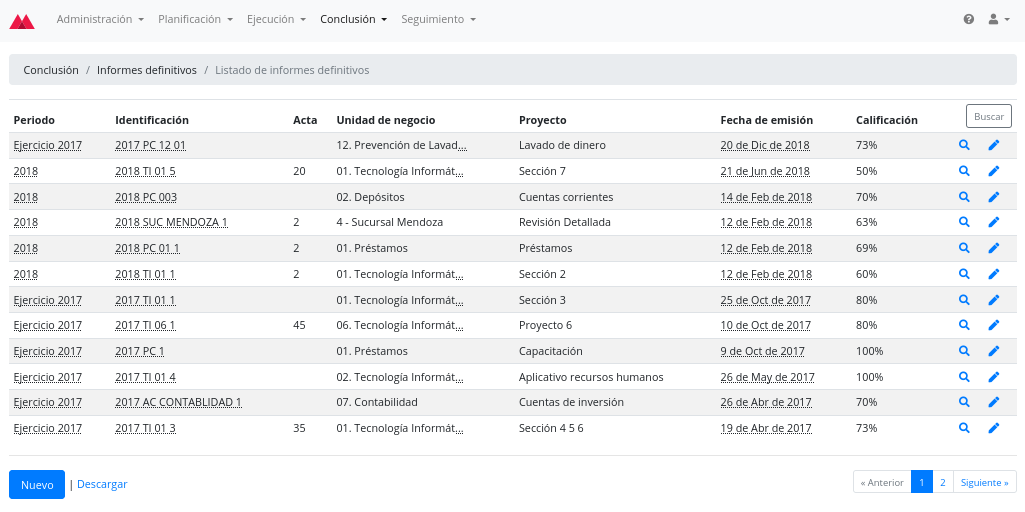 Administración Planificación Ejecución Conclusión Seguimiento
Conclusión / Informes definitivos / Listado de informes definitivos
Periodo Identificación Acta Unidad de negocio Proyecto Fecha de emisión Calificación Buscar
Ejercicio 2017 2017 PC 12 01 12. Prevención de Lavad... Lavado de dinero 20 de Dic de 2018 73%
2018 2018 TI 01 5 20 01. Tecnología Informát... Sección 7 21 de Jun de 2018 50%
2018 2018 PC 003 02. Depósitos Cuentas corrientes 14 de Feb de 2018 70%
2018 2018 SUC MENDOZA 1 2 4 - Sucursal Mendoza Revisión Detallada 12 de Feb de 2018 63%
2018 2018 PC 01 1 2 01. Préstamos Préstamos 12 de Feb de 2018 69%
2018 2018 TI 01 1 2 01. Tecnología Informát... Sección 2 12 de Feb de 2018 60%
Ejercicio 2017 2017 TI 01 1 01. Tecnología Informát... Sección 3 25 de Oct de 2017 80%
Ejercicio 2017 2017 TI 06 1 45 06. Tecnología Informát... Proyecto 6 10 de Oct de 2017 80%
Ejercicio 2017 2017 PC 1 01. Préstamos Capacitación 9 de Oct de 2017 100%
Ejercicio 2017 2017 TI 01 4 02. Tecnología Informát... Aplicativo recursos humanos 26 de May de 2017 100%
Ejercicio 2017 2017 AC CONTABLIDAD 1 07. Contabilidad Cuentas de inversión 26 de Abr de 2017 70%
Ejercicio 2017 2017 TI 01 3 35 01. Tecnología Informát... Sección 4 5 6 19 de Abr de 2017 73%
Nuevo | Descargar « Anterior 1 2 Siguiente »